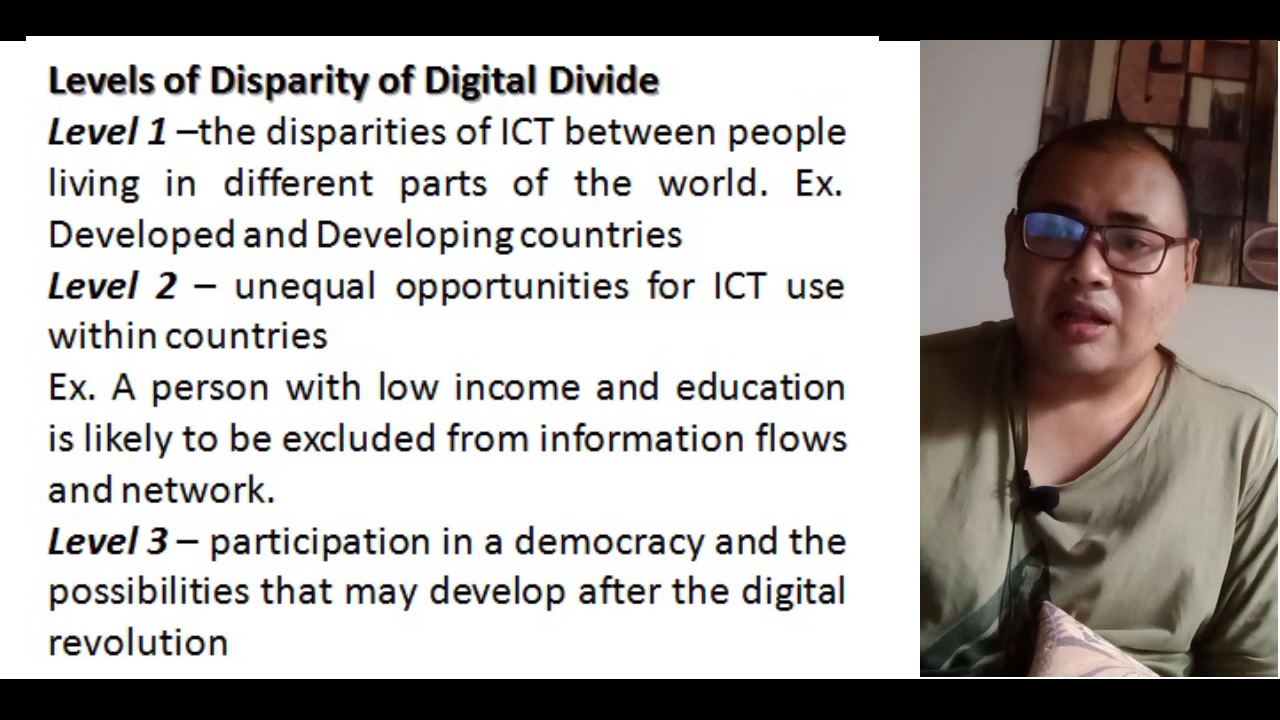 Levels of Disparity of Digital Divide
Level 1 –the disparities of ICT between people
living in different parts of the world. Ex.
Developed and Developing countries
Level 2 – unequal opportunities for ICT use
within countries
Ex. A person with low income and education
is likely to be excluded from information flows
and network.
Level 3 – participation in a democracy and the
possibilities that may develop after the digital
revolution